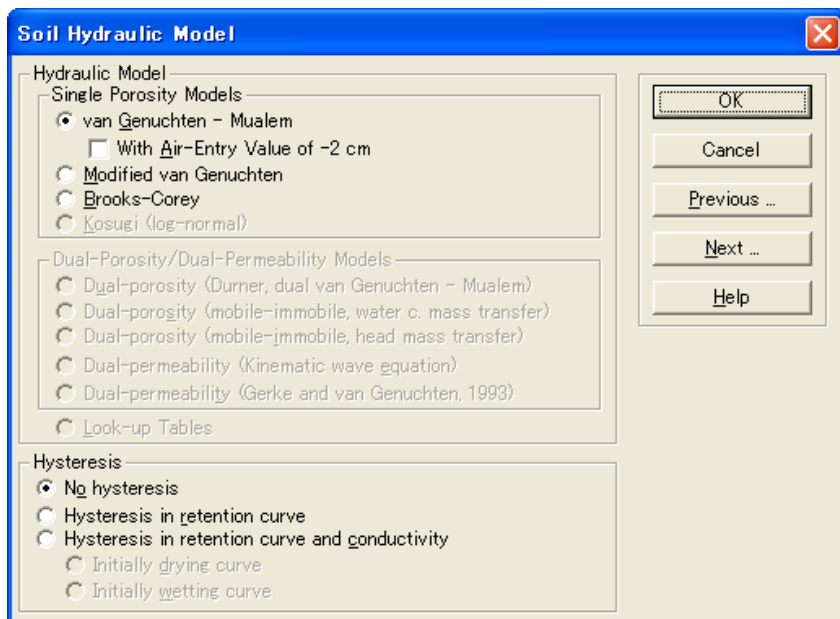 Soil Hydraulic Model
Hydraulic Model
Single Porosity Models
van Genuchten - Mualem
With Air-Entry Value of -2 cm
Modified van Genuchten
Brooks-Corey
Kosugi (log-normal)
Dual-Porosity/Dual-Permeability Models
Dual-porosity (Durner, dual van Genuchten - Mualem)
Dual-porosity (mobile-immobile, water c. mass transfer)
Dual-porosity (mobile-immobile, head mass transfer)
Dual-permeability (Kinematic wave equation)
Dual-permeability (Gerke and van Genuchten, 1993)
Look-up Tables
Hysteresis
No hysteresis
Hysteresis in retention curve
Hysteresis in retention curve and conductivity
Initially drying curve
Initially wetting curve
OK
Cancel
Previous ...
Next ...
Help